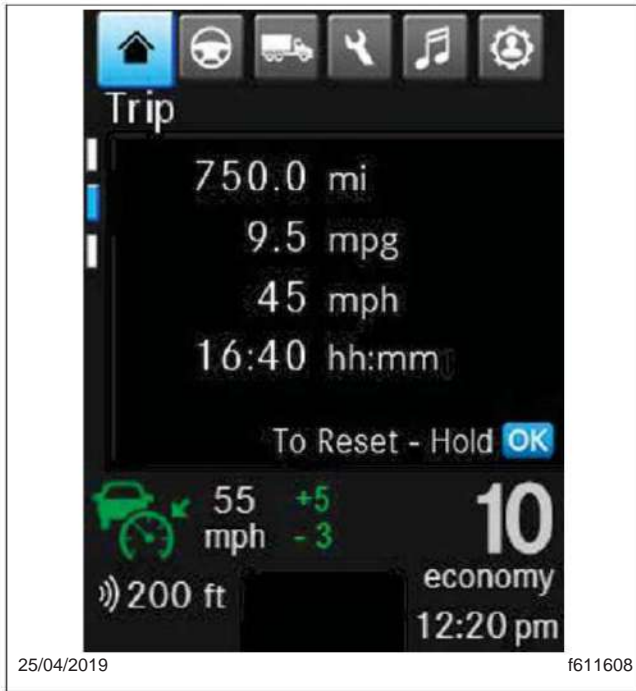 Trip
750.0 mi
9.5 mpg
45 mph
16:40 hh:mm
To Reset - Hold OK
55 +5
mph - 3
10
200 ft
economy
12:20 pm
25/04/2019 f611608